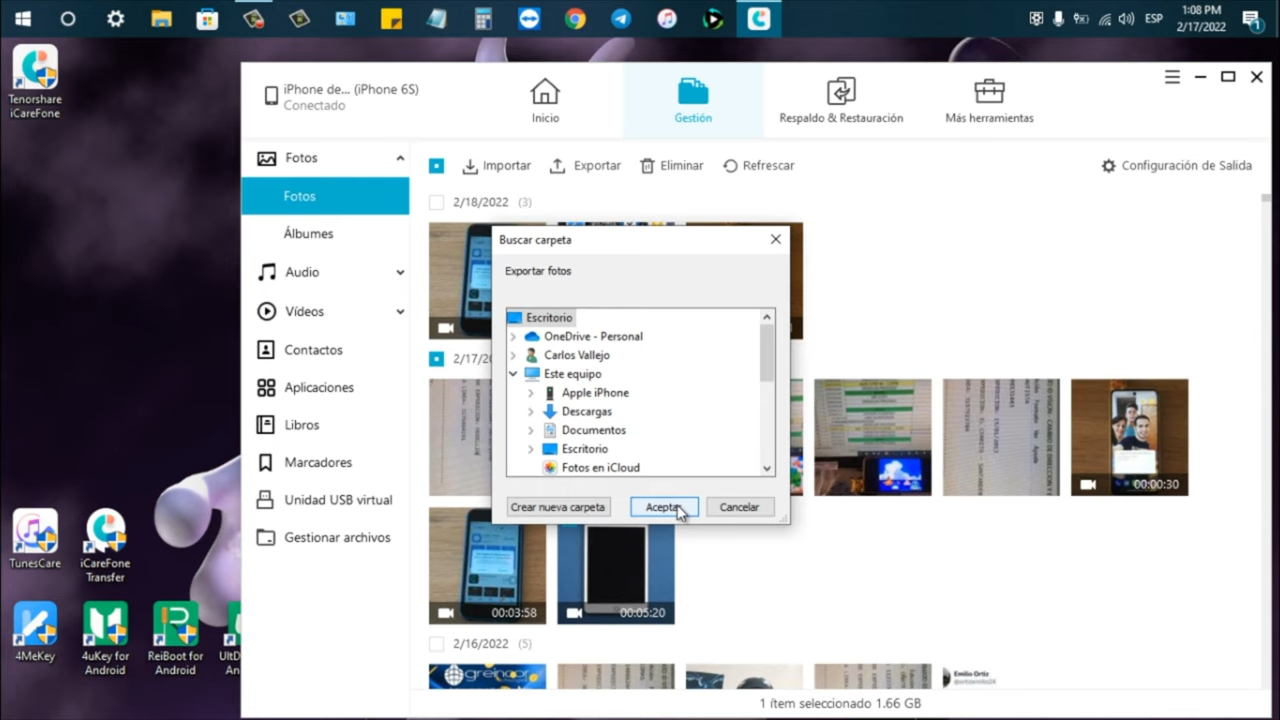 ESP
1:08 PM
2/17/2022
Tenorshare
iCareFone
iPhone de... (iPhone 6S)
Conectado
Inicio
Gestión
Respaldo & Restauración
Más herramientas
Fotos
Fotos
Álbumes
Audio
Vídeos
Contactos
Aplicaciones
Libros
Marcadores
Unidad USB virtual
Gestionar archivos
Importar
Exportar
Eliminar
Refrescar
Configuración de Salida
2/18/2022 (3)
Buscar carpeta
Exportar fotos
Escritorio
OneDrive - Personal
Carlos Vallejo
Este equipo
Apple iPhone
Descargas
Documentos
Escritorio
Fotos en iCloud
Crear nueva carpeta
Cancelar
00:00:30
00:03:58
00:05:20
2/16/2022 (5)
Emilio Ortiz
1 ítem seleccionado 1.66 GB
TunesCare
iCareFone
Transfer
4MeKey
4uKey for
Android
ReiBoot for
Android